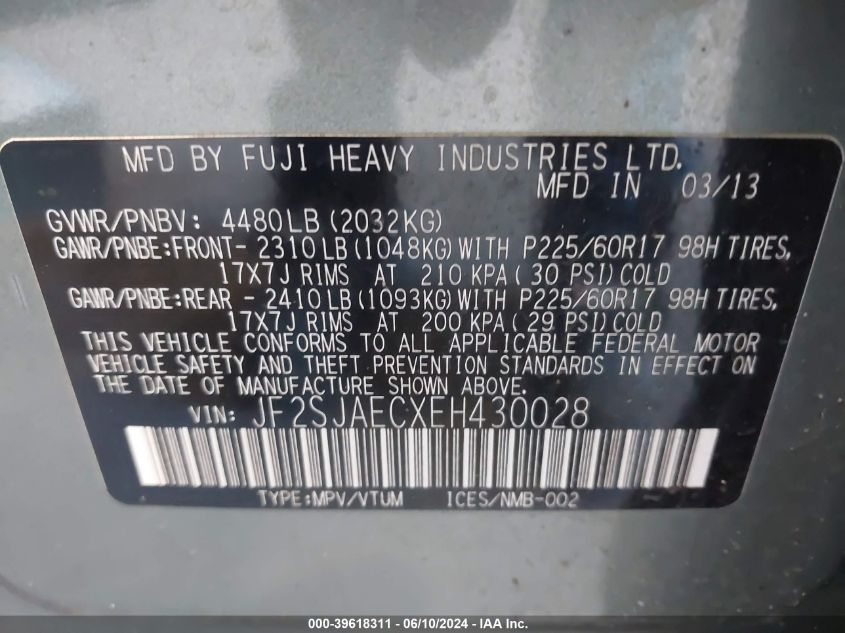 MFD BY FUJI HEAVY INDUSTRIES LTD.
MFD IN 03/13
GVWR/PNBV: 4480LB (2032KG)
GAWR/PNBE:FRONT- 2310LB(1048KG)WITH P225/60R17 98H TIRES,
17X7J RIMS AT 210 KPA( 30 PSI)COLD
GAWR/PNBE:REAR - 2410LB(1093KG)WITH P225/60R17 98H TIRES,
17X7J RIMS AT 200 KPA( 29 PSI)COLD
THIS VEHICLE CONFORMS TO ALL APPLICABLE FEDERAL MOTOR
VEHICLE SAFETY AND THEFT PREVENTION STANDARDS IN EFFECT ON
THE DATE OF MANUFACTURE SHOWN ABOVE.
VIN: JF2SJAECXEH430028
TYPE:MPV/VTUM ICES/NMB-002
000-39618311 - 06/10/2024 - IAA Inc.